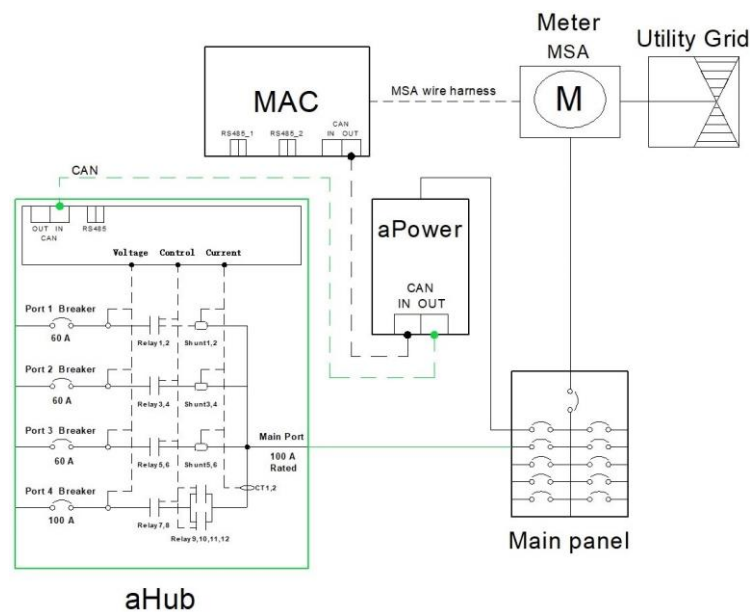 Meter
MSA
Utility Grid
M
MSA wire harness
MAC
RS485_1
RS485_2
CAN
IN OUT
CAN
OUT IN
CAN
RS485
Voltage Control Current
aPower
CAN
IN OUT
Port 1 Breaker
60 A
Relay1,2
Shunt1,2
Port 2 Breaker
60 A
Relay3,4
Shunt3,4
Port 3 Breaker
60 A
Relay5,6
Shunt5,6
Main Port
100 A
Rated
Port 4 Breaker
100 A
Relay7,8
CT1,2
Relay9,10,11,12
Main panel
aHub